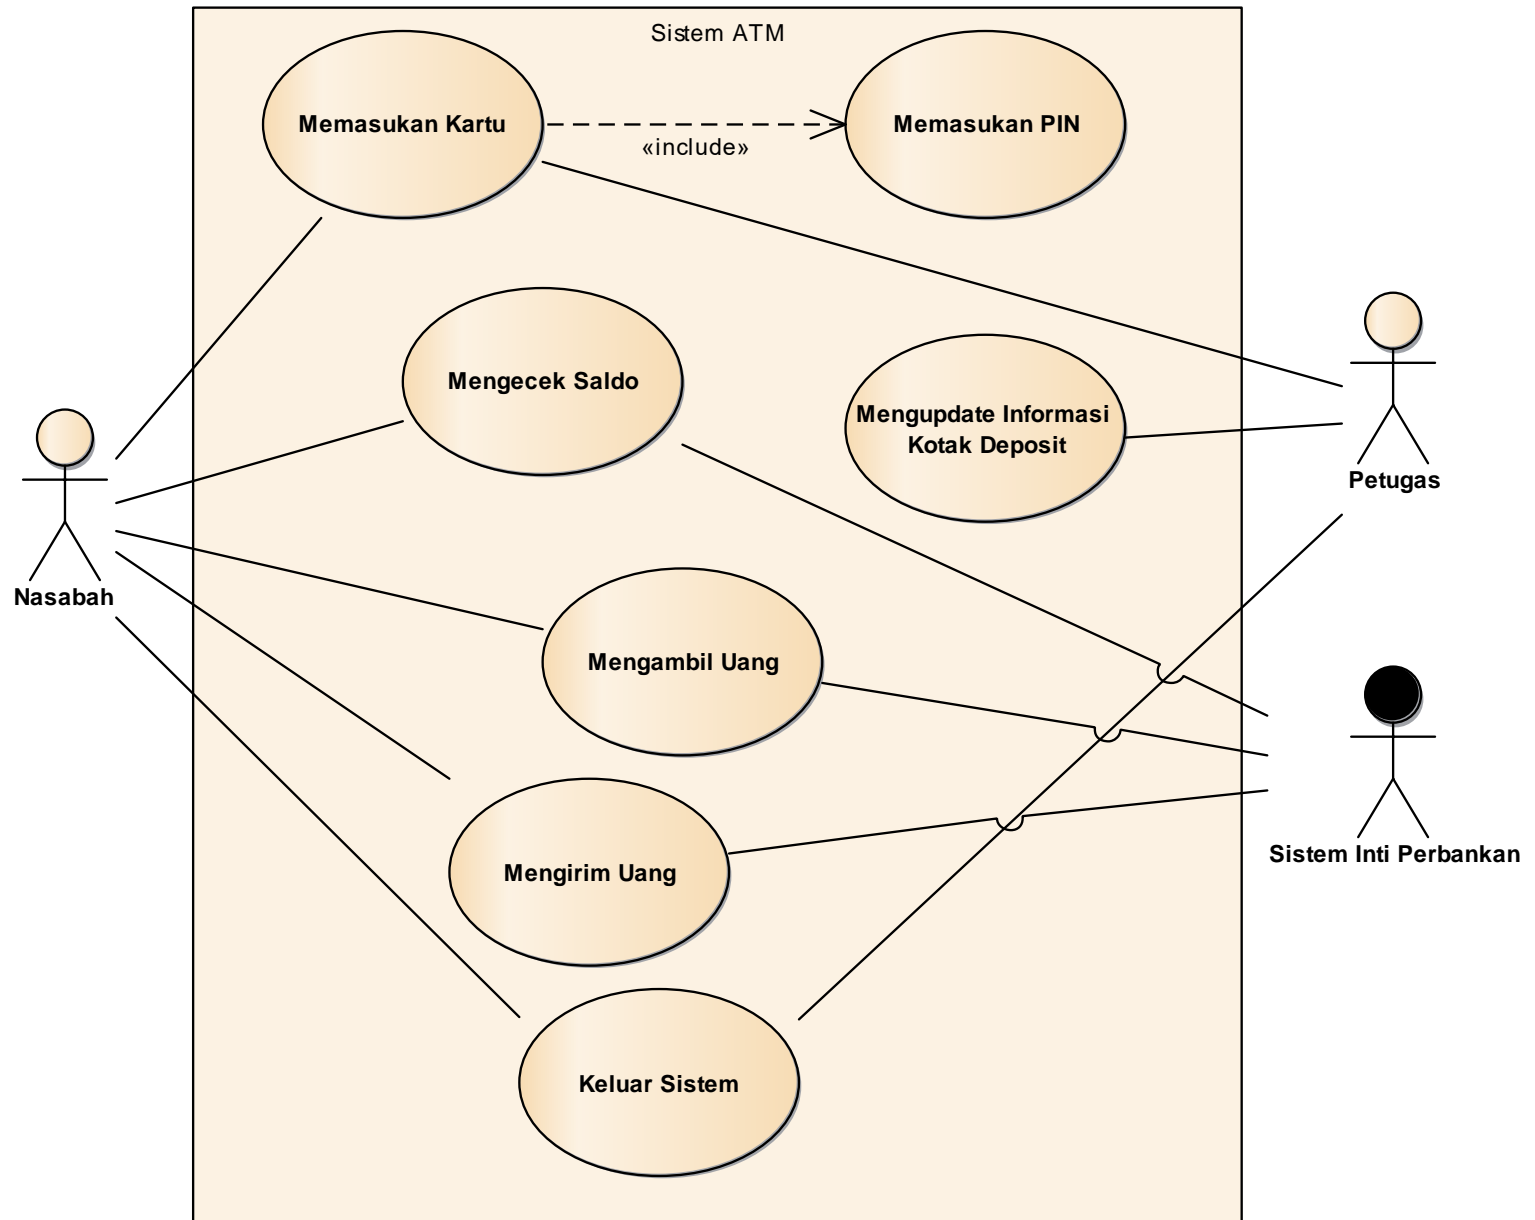 Sistem ATM
Memasukan Kartu
Memasukan PIN
«include»
Mengecek Saldo
Mengupdate Informasi
Kotak Deposit
Petugas
Nasabah
Mengambil Uang
Sistem Inti Perbankan
Mengirim Uang
Keluar Sistem